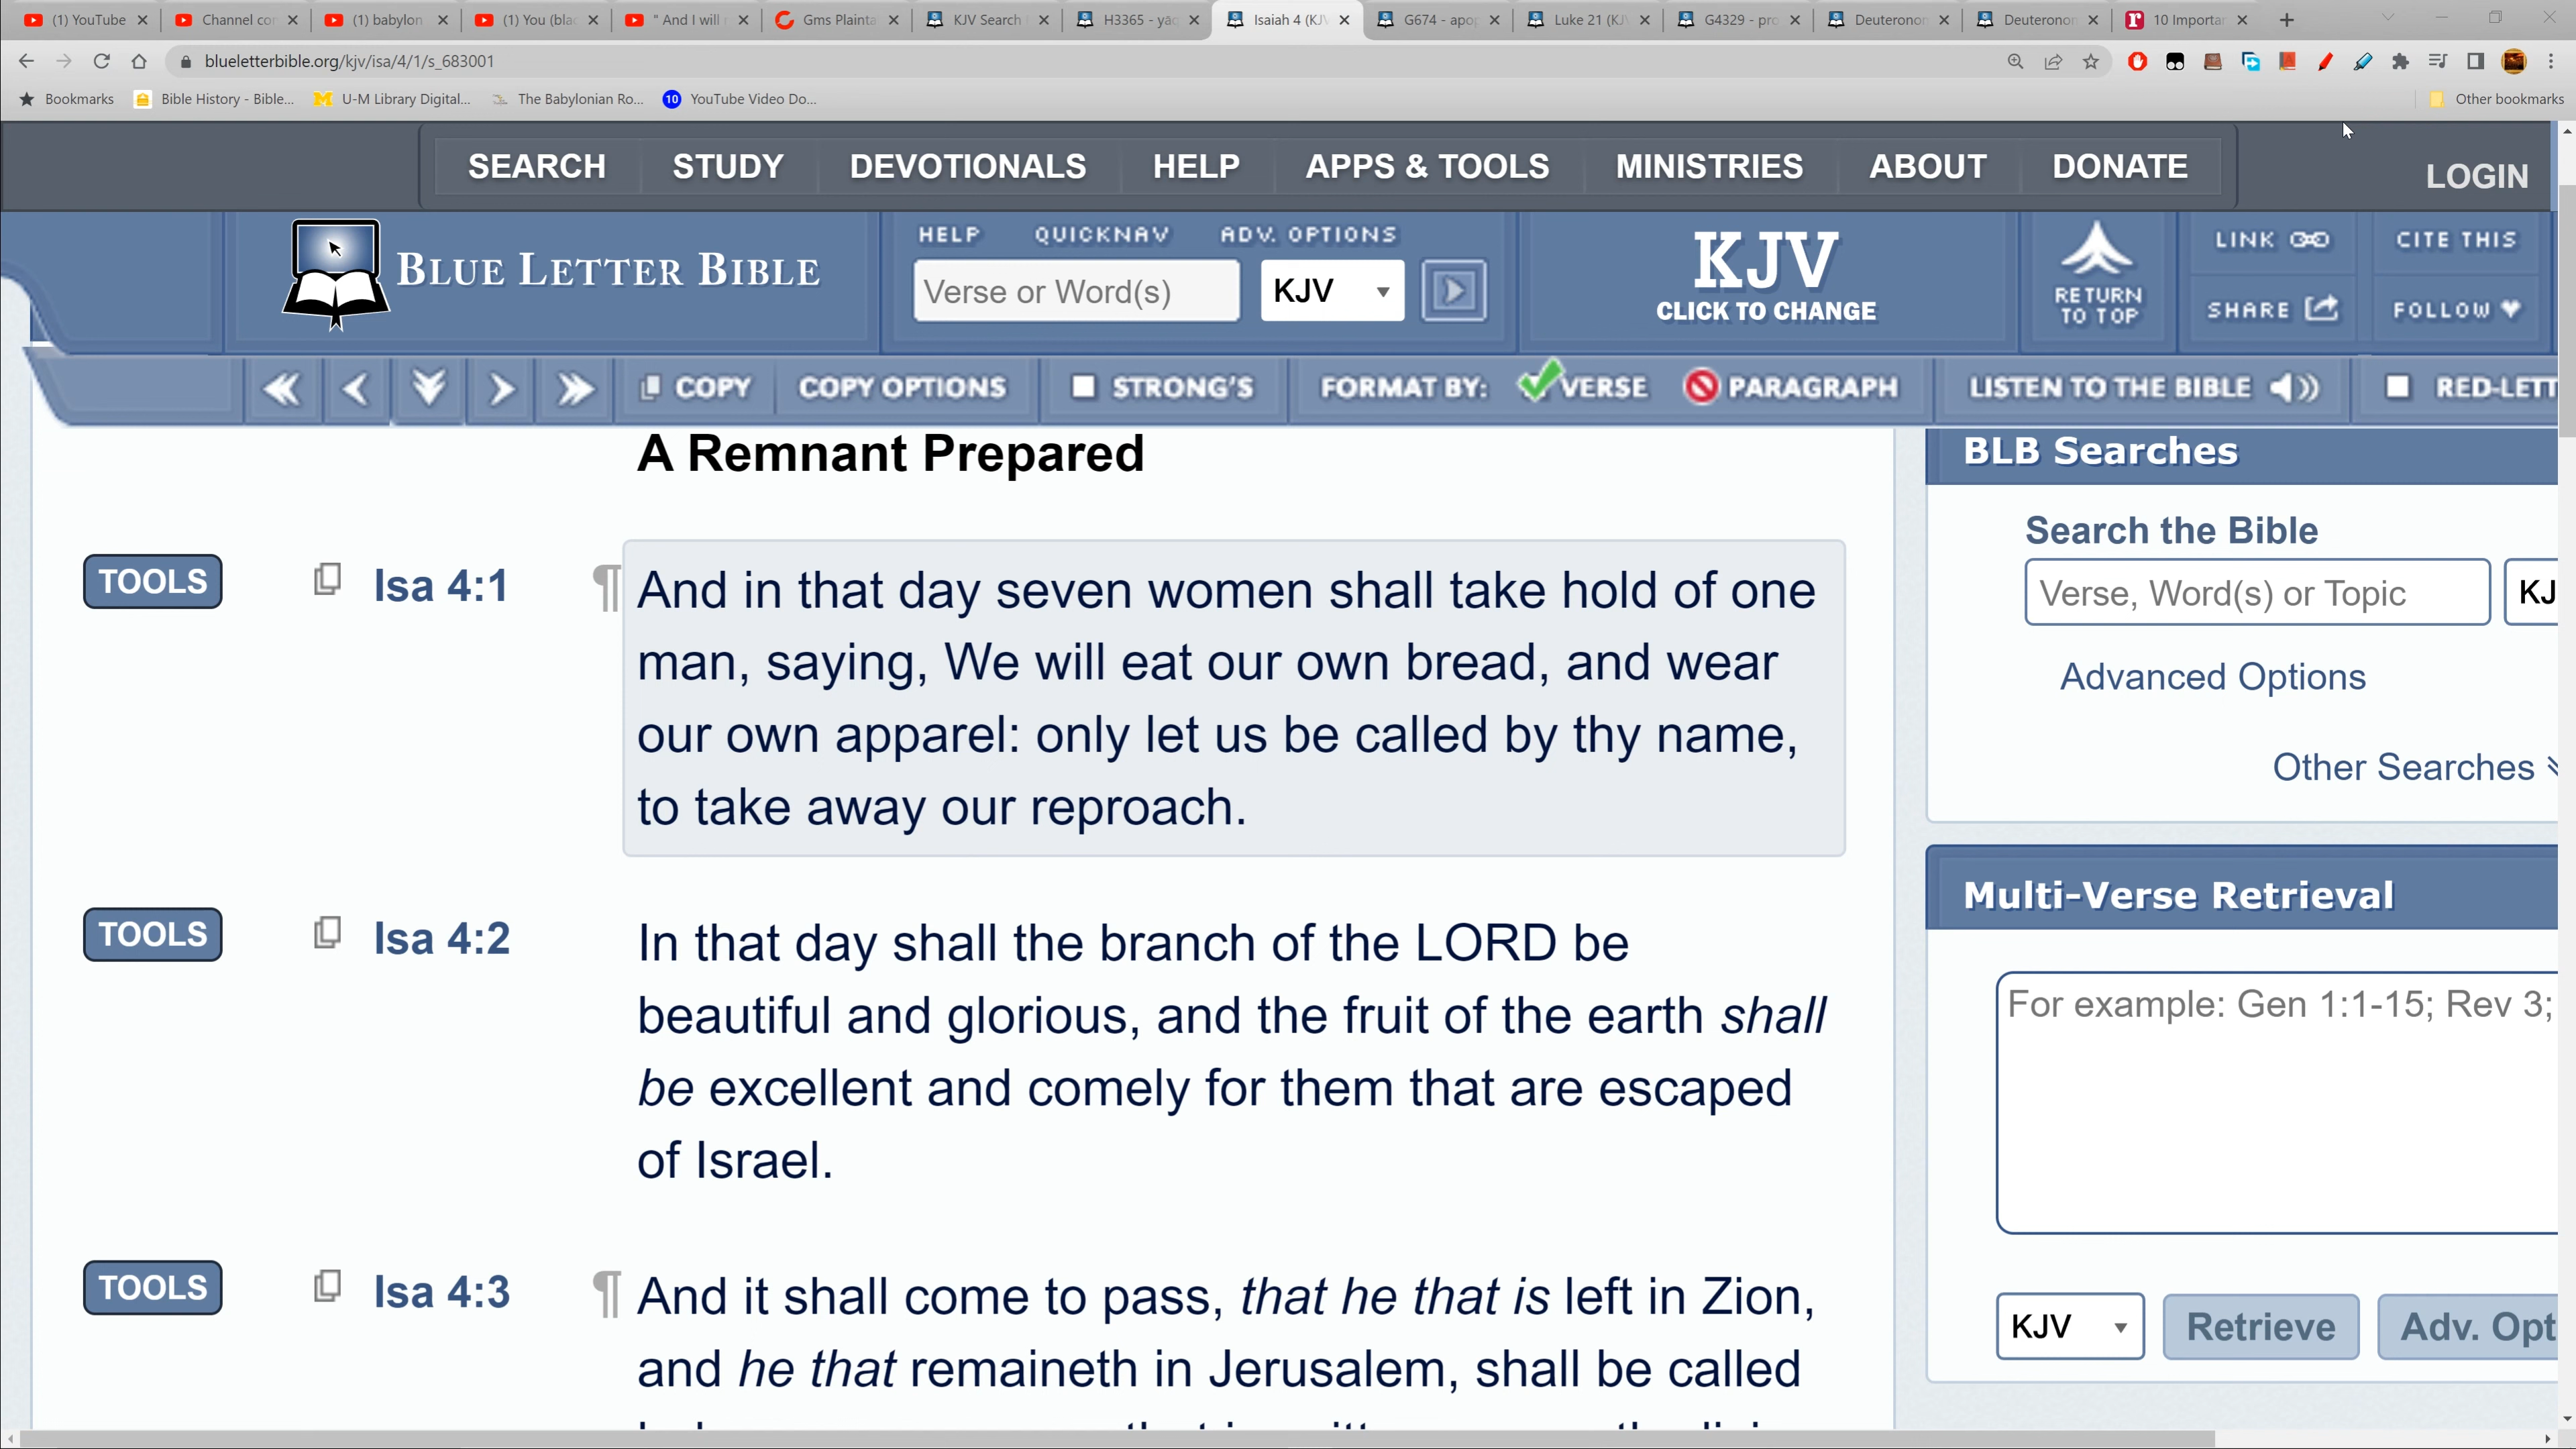 (1) YouTube
Channel cor
(1) babylon
(1) You (bla
" And I will
Gms Plainta
KJV Search
H3365 - yāq
Isaiah 4 (KJV
G674 - apo
Luke 21 (KJV
G4329 - pro
Deuteronon
Deuteronon
10 Importan
blueletterbible.org/kjv/isa/4/1/s_683001
Bookmarks
Bible History - Bible...
U-M Library Digital...
The Babylonian Ro...
10
YouTube Video Do...
Other bookmarks
SEARCH
STUDY
DEVOTIONALS
HELP
APPS & TOOLS
MINISTRIES
ABOUT
DONATE
LOGIN
BLUE LETTER BIBLE
HELP
QUICKNAV
ADV. OPTIONS
Verse or Word(s)
KJV
KJV
CLICK TO CHANGE
RETURN
TO TOP
LINK
CITE THIS
SHARE
FOLLOW
COPY
COPY OPTIONS
STRONG'S
FORMAT BY:
VERSE
PARAGRAPH
LISTEN TO THE BIBLE
RED-LETT
A Remnant Prepared
TOOLS
Isa 4:1
¶ And in that day seven women shall take hold of one
man, saying, We will eat our own bread, and wear
our own apparel: only let us be called by thy name,
to take away our reproach.
TOOLS
Isa 4:2
In that day shall the branch of the LORD be
beautiful and glorious, and the fruit of the earth shall
be excellent and comely for them that are escaped
of Israel.
TOOLS
Isa 4:3
¶ And it shall come to pass, that he that is left in Zion,
and he that remaineth in Jerusalem, shall be called
BLB Searches
Search the Bible
Verse, Word(s) or Topic
KJ
Advanced Options
Other Searches
Multi-Verse Retrieval
For example: Gen 1:1-15; Rev 3;
KJV
Retrieve
Adv. Opt